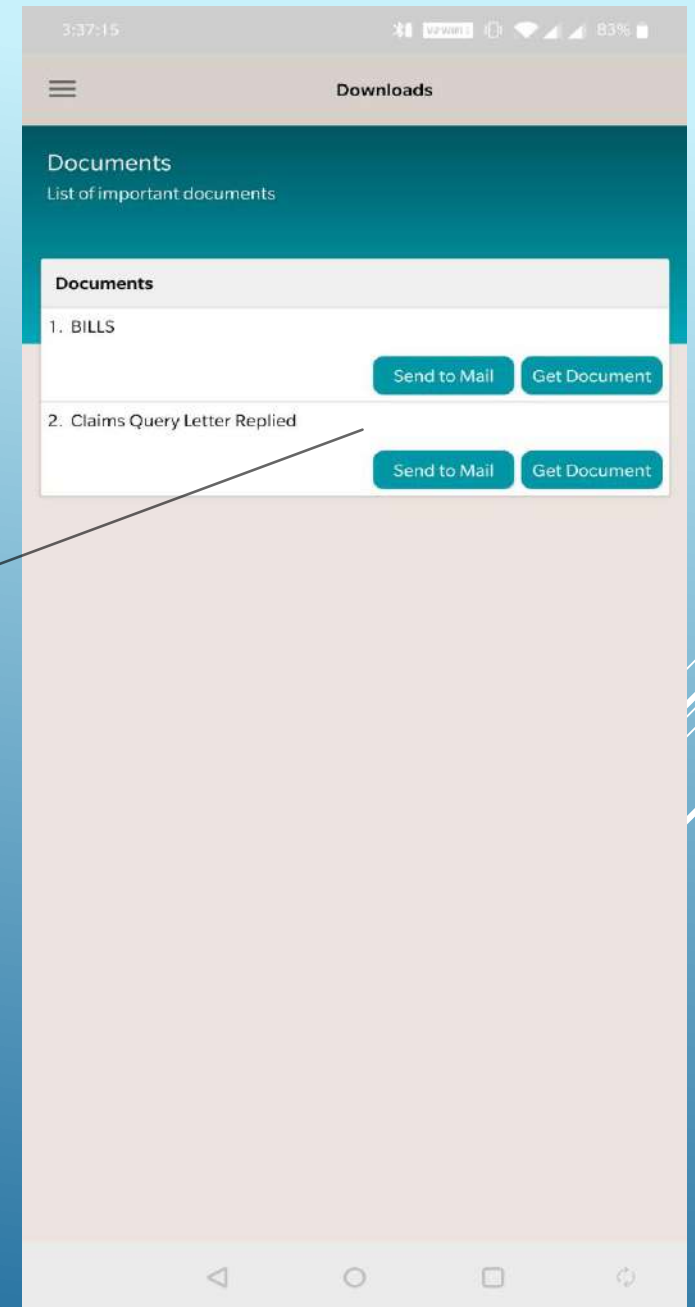 3:37:15 83%
Downloads
Documents
List of important documents
Documents
1. BILLS
Send to Mail Get Document
2. Claims Query Letter Replied
Send to Mail Get Document